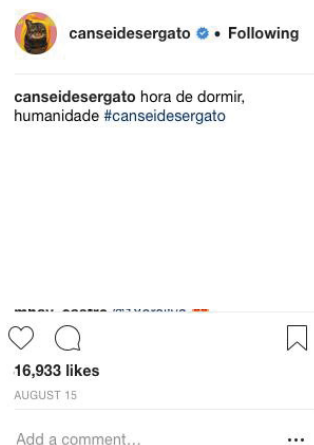 canseidesergato • Following
canseidesergato hora de dormir,
humanidade #canseidesergato
16,933 likes
AUGUST 15
Add a comment...